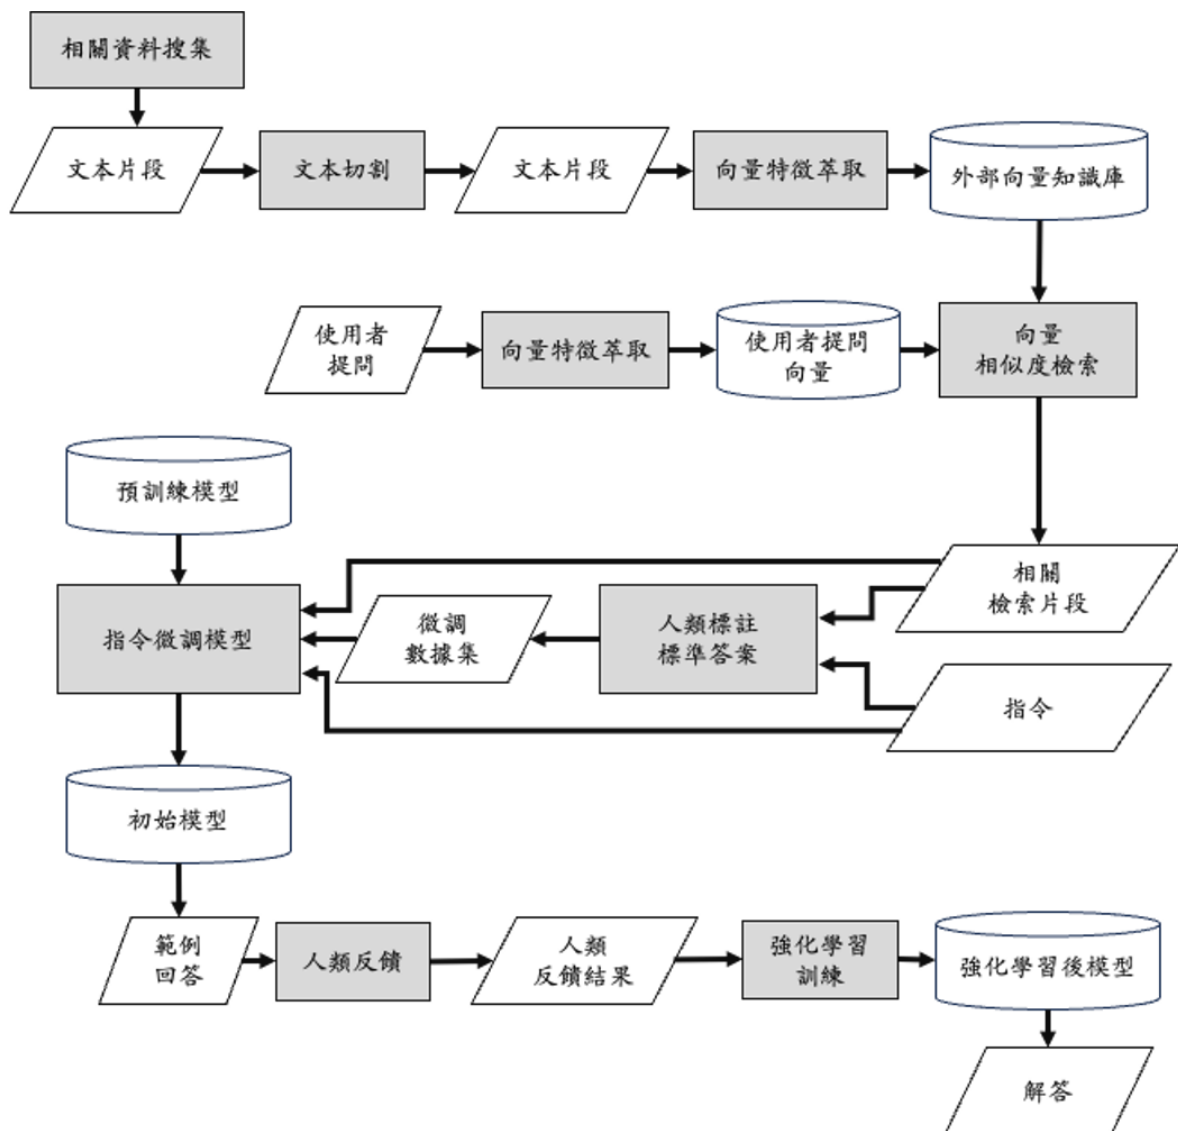 相關資料搜集
文本片段
文本切割
文本片段
向量特徵萃取
外部向量知識庫
使用者
提問
向量特徵萃取
使用者提問
向量
向量
相似度檢索
預訓練模型
相關
檢索片段
指令微調模型
微調
數據集
人類標註
標準答案
指令
初始模型
範例
回答
人類反饋
人類
反饋結果
強化學習
訓練
強化學習後模型
解答